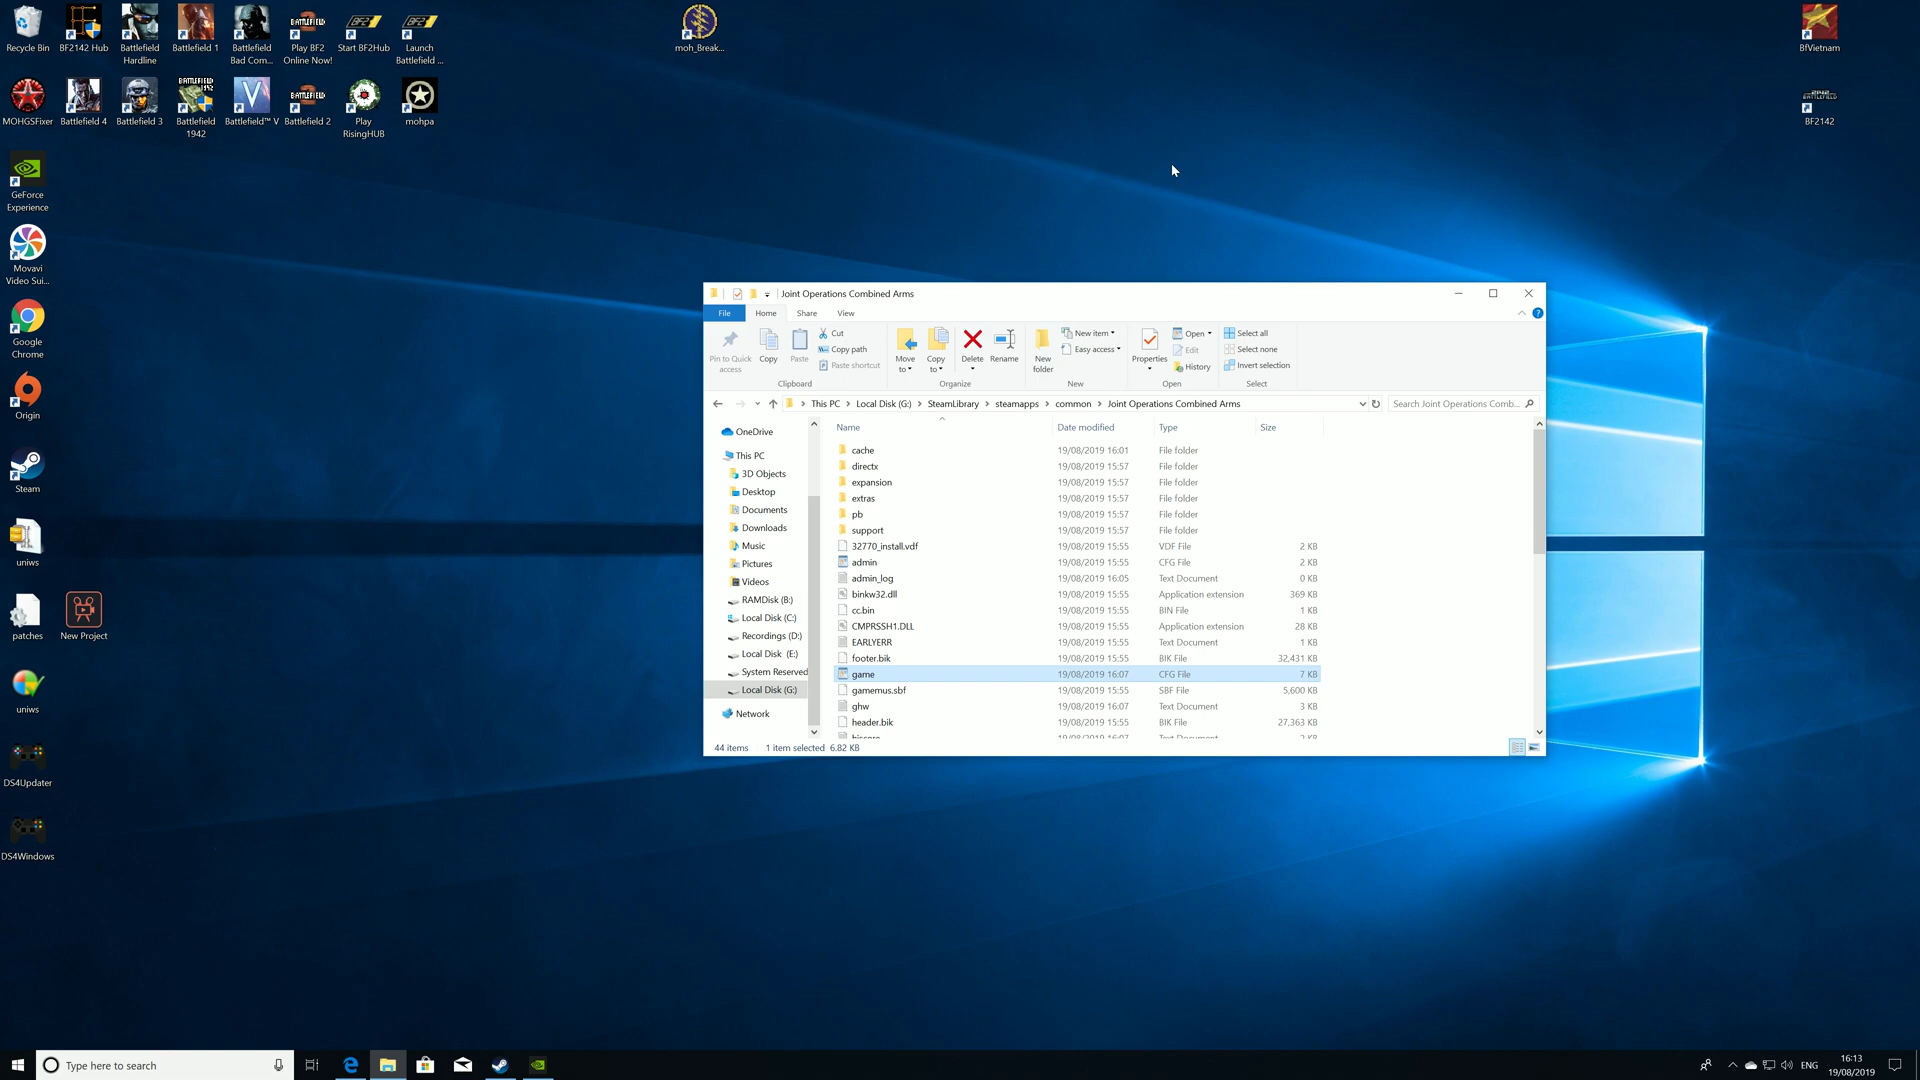 Recycle Bin
BF2142 Hub
Battlefield
Hardline
Battlefield 1
Battlefield
Bad Com...
Play BF2
Online Now!
Start BF2Hub
Launch
Battlefield ...
moh_Break...
BfVietnam
MOHGSFixer
Battlefield 4
Battlefield 3
Battlefield
1942
Battlefield™ V
Battlefield 2
Play
RisingHUB
mohpa
BF2142
GeForce
Experience
Movavi
Video Sui...
Google
Chrome
Origin
Steam
uniws
patches
New Project
uniws
DS4Updater
DS4Windows
Joint Operations Combined Arms
File
Home
Share
View
Pin to Quick
access
Copy
Paste
Cut
Copy path
Paste shortcut
Clipboard
Move
to
Copy
to
Delete
Rename
Organize
New
folder
New item
Easy access
New
Properties
Open
Edit
History
Open
Select all
Select none
Invert selection
Select
This PC > Local Disk (G:) > SteamLibrary > steamapps > common > Joint Operations Combined Arms
Search Joint Operations Comb...
OneDrive
This PC
3D Objects
Desktop
Documents
Downloads
Music
Pictures
Videos
RAMDisk (B:)
Local Disk (C:)
Recordings (D:)
Local Disk (E:)
System Reserved
Local Disk (G:)
Network
Name Date modified Type Size
cache 19/08/2019 16:01 File folder
directx 19/08/2019 15:57 File folder
expansion 19/08/2019 15:57 File folder
extras 19/08/2019 15:57 File folder
pb 19/08/2019 15:57 File folder
support 19/08/2019 15:57 File folder
32770_install.vdf 19/08/2019 15:55 VDF File 2 KB
admin 19/08/2019 15:55 CFG File 2 KB
admin_log 19/08/2019 16:05 Text Document 0 KB
binkw32.dll 19/08/2019 15:55 Application extension 369 KB
cc.bin 19/08/2019 15:55 BIN File 1 KB
CMPRSSH1.DLL 19/08/2019 15:55 Application extension 28 KB
EARLYERR 19/08/2019 15:55 Text Document 1 KB
footer.bik 19/08/2019 15:55 BIK File 32,431 KB
game 19/08/2019 16:07 CFG File 7 KB
gamemus.sbf 19/08/2019 15:55 SBF File 5,600 KB
ghw 19/08/2019 16:07 Text Document 3 KB
header.bik 19/08/2019 15:55 BIK File 27,363 KB
44 items 1 item selected 6.82 KB
Type here to search
ENG
16:13
19/08/2019